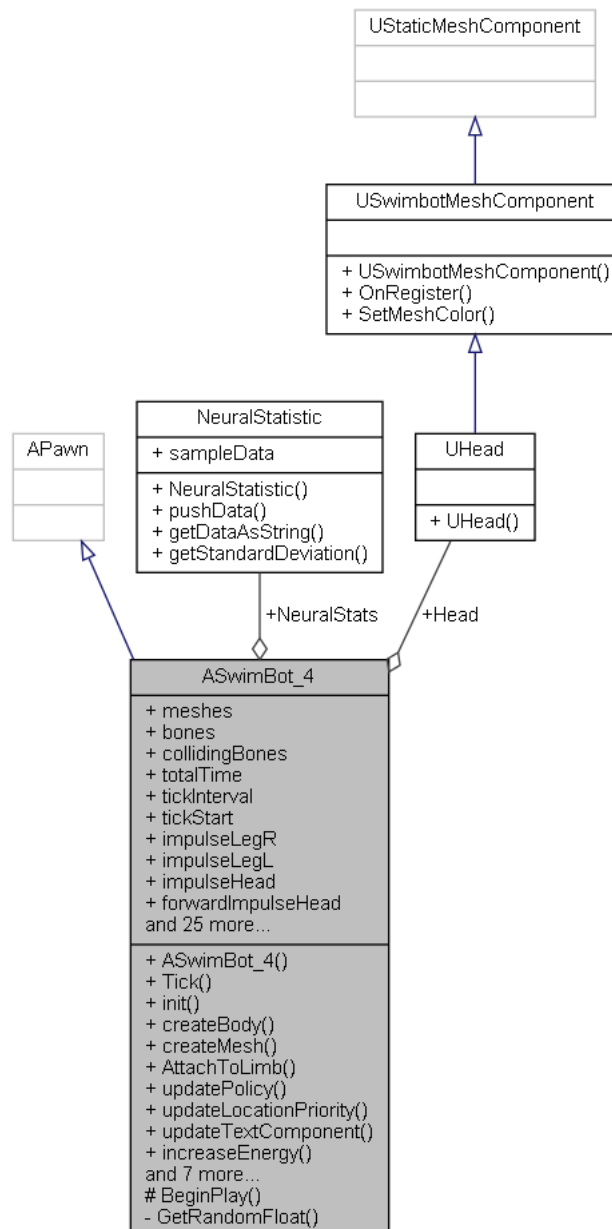 UStaticMeshComponent
USwimbotMeshComponent
+ USwimbotMeshComponent()
+ OnRegister()
+ SetMeshColor()
NeuralStatistic
+ sampleData
+ NeuralStatistic()
+ pushData()
+ getDataAsString()
+ getStandardDeviation()
APawn
UHead
+ UHead()
+NeuralStats
+Head
ASwimBot_4
+ meshes
+ bones
+ collidingBones
+ totalTime
+ tickInterval
+ tickStart
+ impulseLegR
+ impulseLegL
+ impulseHead
+ forwardImpulseHead
and 25 more...
+ ASwimBot_4()
+ Tick()
+ init()
+ createBody()
+ createMesh()
+ AttachToLimb()
+ updatePolicy()
+ updateLocationPriority()
+ updateTextComponent()
+ increaseEnergy()
and 7 more...
# BeginPlay()
- GetRandomFloat()